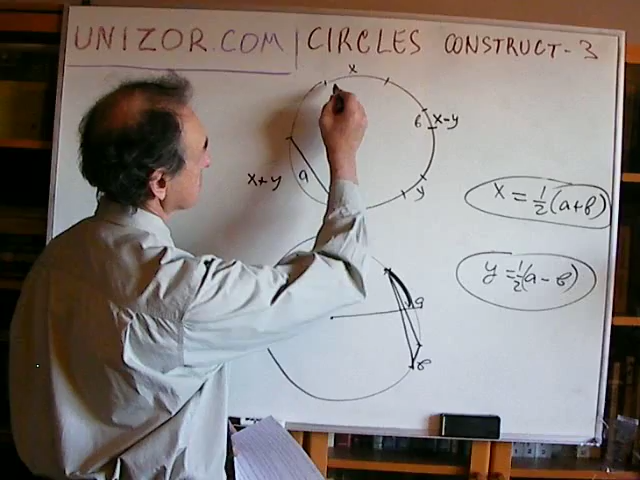 UNIZOR.COM | CIRCLES CONSTRUCT-3
x
b x-y
x+y a y
x = 1/2 (a+b)
y = 1/2 (a-b)
a
b